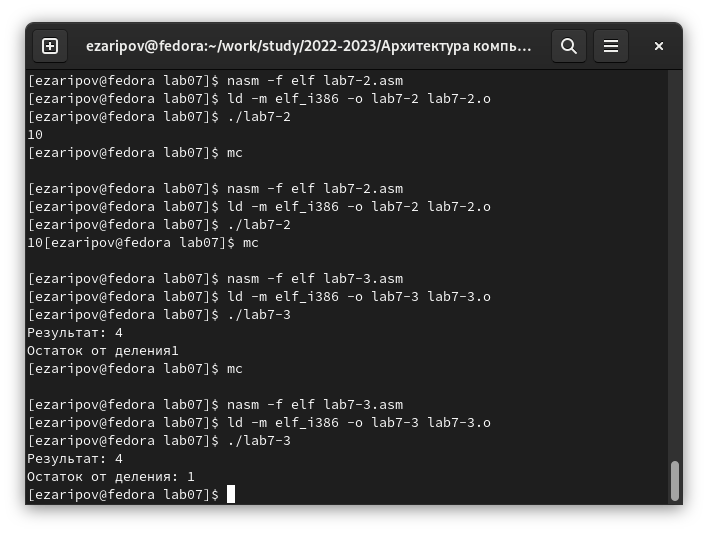 ezaripov@fedora:~/work/study/2022-2023/Архитектура компь...
[ezaripov@fedora lab07]$ nasm -f elf lab7-2.asm
[ezaripov@fedora lab07]$ ld -m elf_i386 -o lab7-2 lab7-2.o
[ezaripov@fedora lab07]$ ./lab7-2
10
[ezaripov@fedora lab07]$ mc
[ezaripov@fedora lab07]$ nasm -f elf lab7-2.asm
[ezaripov@fedora lab07]$ ld -m elf_i386 -o lab7-2 lab7-2.o
[ezaripov@fedora lab07]$ ./lab7-2
10[ezaripov@fedora lab07]$ mc
[ezaripov@fedora lab07]$ nasm -f elf lab7-3.asm
[ezaripov@fedora lab07]$ ld -m elf_i386 -o lab7-3 lab7-3.o
[ezaripov@fedora lab07]$ ./lab7-3
Результат: 4
Остаток от деления1
[ezaripov@fedora lab07]$ mc
[ezaripov@fedora lab07]$ nasm -f elf lab7-3.asm
[ezaripov@fedora lab07]$ ld -m elf_i386 -o lab7-3 lab7-3.o
[ezaripov@fedora lab07]$ ./lab7-3
Результат: 4
Остаток от деления: 1
[ezaripov@fedora lab07]$